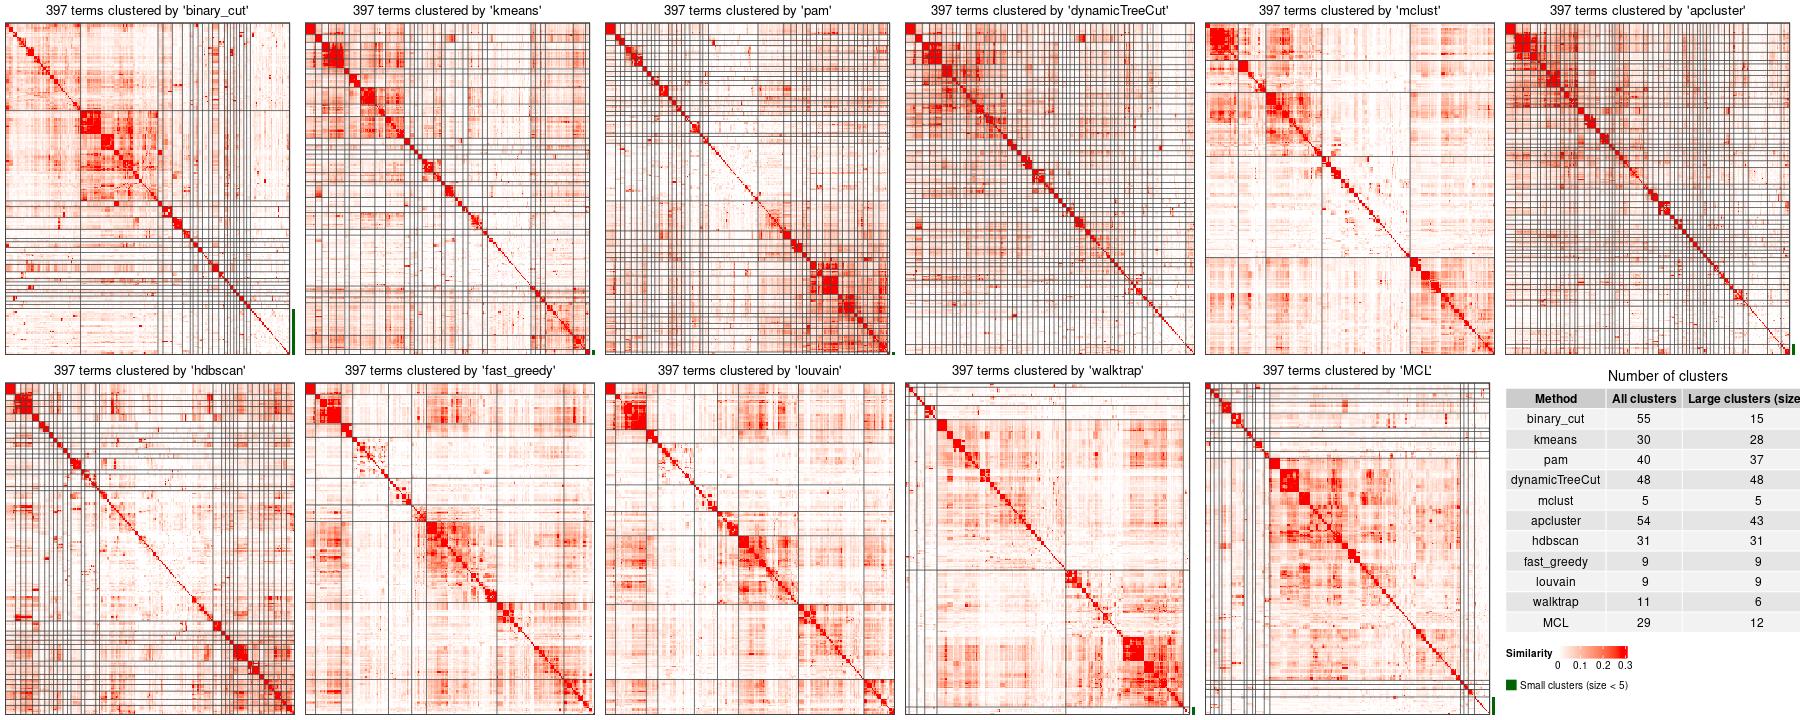 397 terms clustered by 'binary_cut'
397 terms clustered by 'kmeans'
397 terms clustered by 'pam'
397 terms clustered by 'dynamicTreeCut'
397 terms clustered by 'mclust'
397 terms clustered by 'apcluster'
397 terms clustered by 'hdbscan'
397 terms clustered by 'fast_greedy'
397 terms clustered by 'louvain'
397 terms clustered by 'walktrap'
397 terms clustered by 'MCL'
Number of clusters
Method All clusters Large clusters (size
binary_cut 55 15
kmeans 30 28
pam 40 37
dynamicTreeCut 48 48
mclust 5 5
apcluster 54 43
hdbscan 31 31
fast_greedy 9 9
louvain 9 9
walktrap 11 6
MCL 29 12
Similarity
0 0.1 0.2 0.3
Small clusters (size < 5)